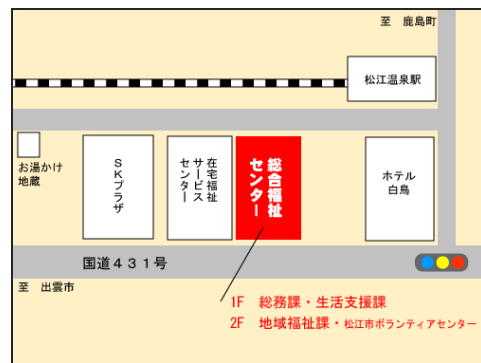 至　鹿島町
松江温泉駅
お湯かけ
地蔵
ＳＫプラザ
在宅福祉
サービス
センター
総合福祉
センター
ホテル
白鳥
国道４３１号
至　出雲市
1F　総務課・生活支援課
2F　地域福祉課・松江市ボランティアセンター